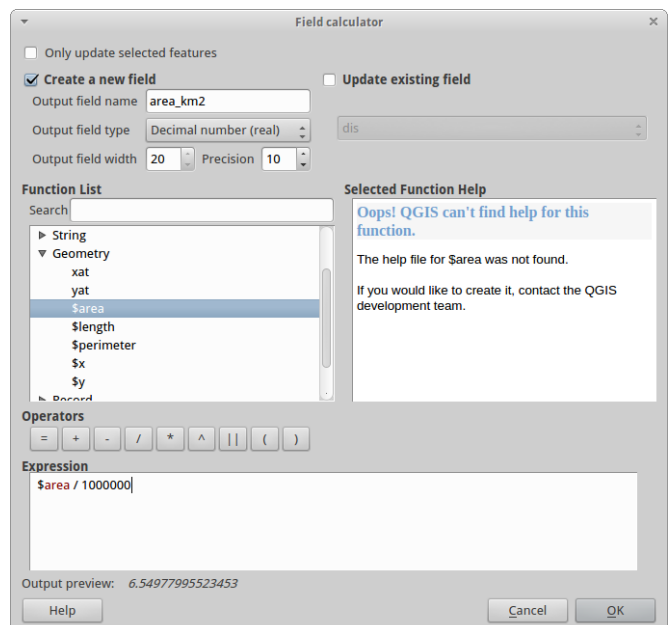 Field calculator
Only update selected features
Create a new field
Update existing field
Output field name area_km2
Output field type Decimal number (real)
dis
Output field width 20 Precision 10
Function List
Search
String
Geometry
xat
yat
$area
$length
$perimeter
$x
$y
Record
Selected Function Help
Oops! QGIS can't find help for this
function.
The help file for $area was not found.
If you would like to create it, contact the QGIS
development team.
Operators
= + - / * ^ || ( )
Expression
$area / 1000000
Output preview: 6.54977995523453
Help
Cancel
OK